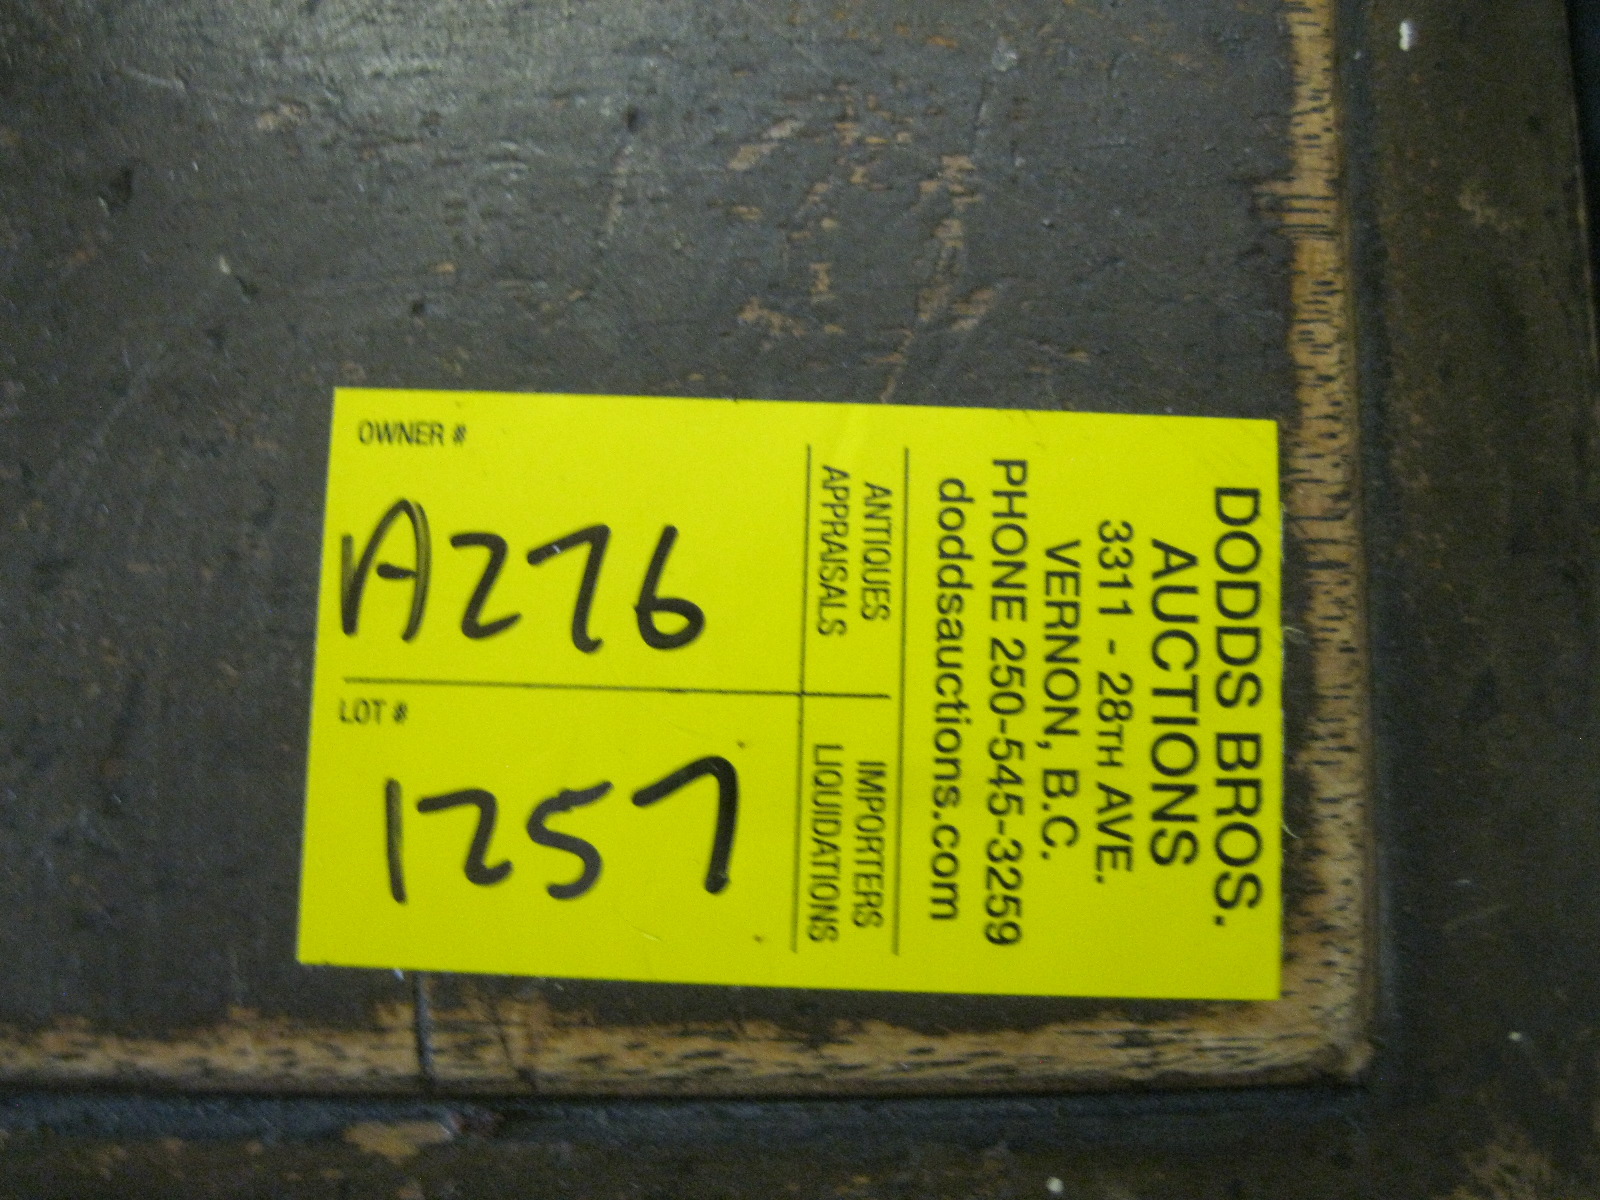 DODDS BROS.
AUCTIONS
3311 - 28TH AVE.
VERNON, B.C.
PHONE 250-545-3259
doddsauctions.com
ANTIQUES
APPRAISALS
IMPORTERS
LIQUIDATIONS
OWNER #
A276
LOT #
1257